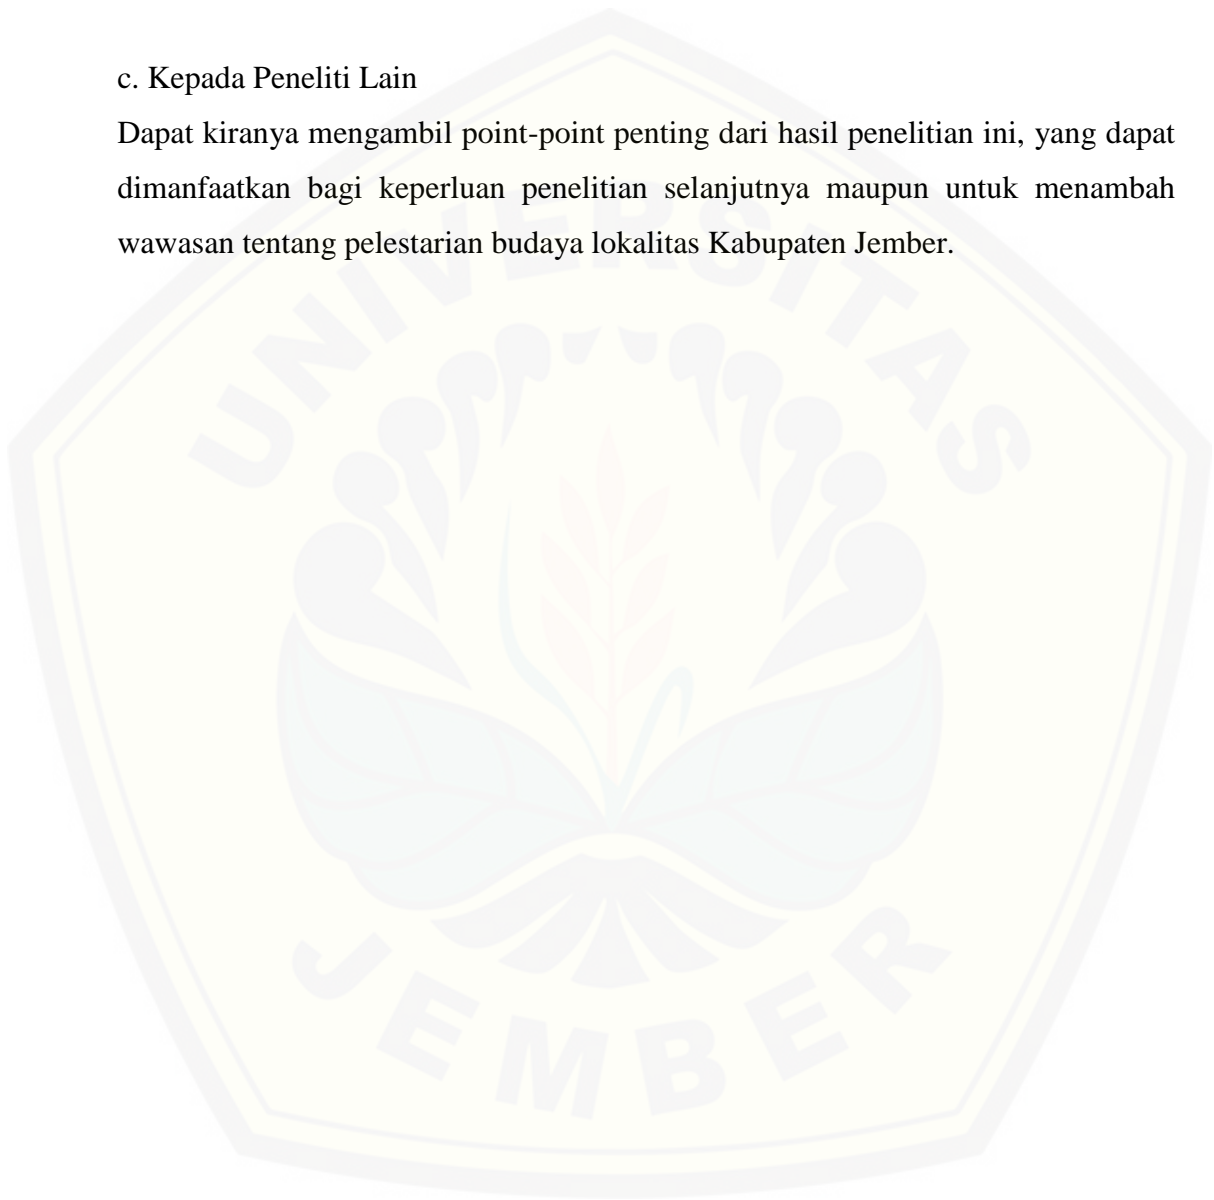 c. Kepada Peneliti Lain
Dapat kiranya mengambil point-point penting dari hasil penelitian ini, yang dapat
dimanfaatkan bagi keperluan penelitian selanjutnya maupun untuk menambah
wawasan tentang pelestarian budaya lokalitas Kabupaten Jember.
UNIVERSITAS
JEMBER